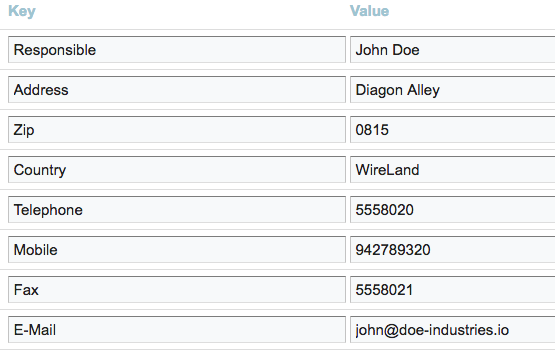 Key Value
Responsible John Doe
Address Diagon Alley
Zip 0815
Country WireLand
Telephone 5558020
Mobile 942789320
Fax 5558021
E-Mail john@doe-industries.io